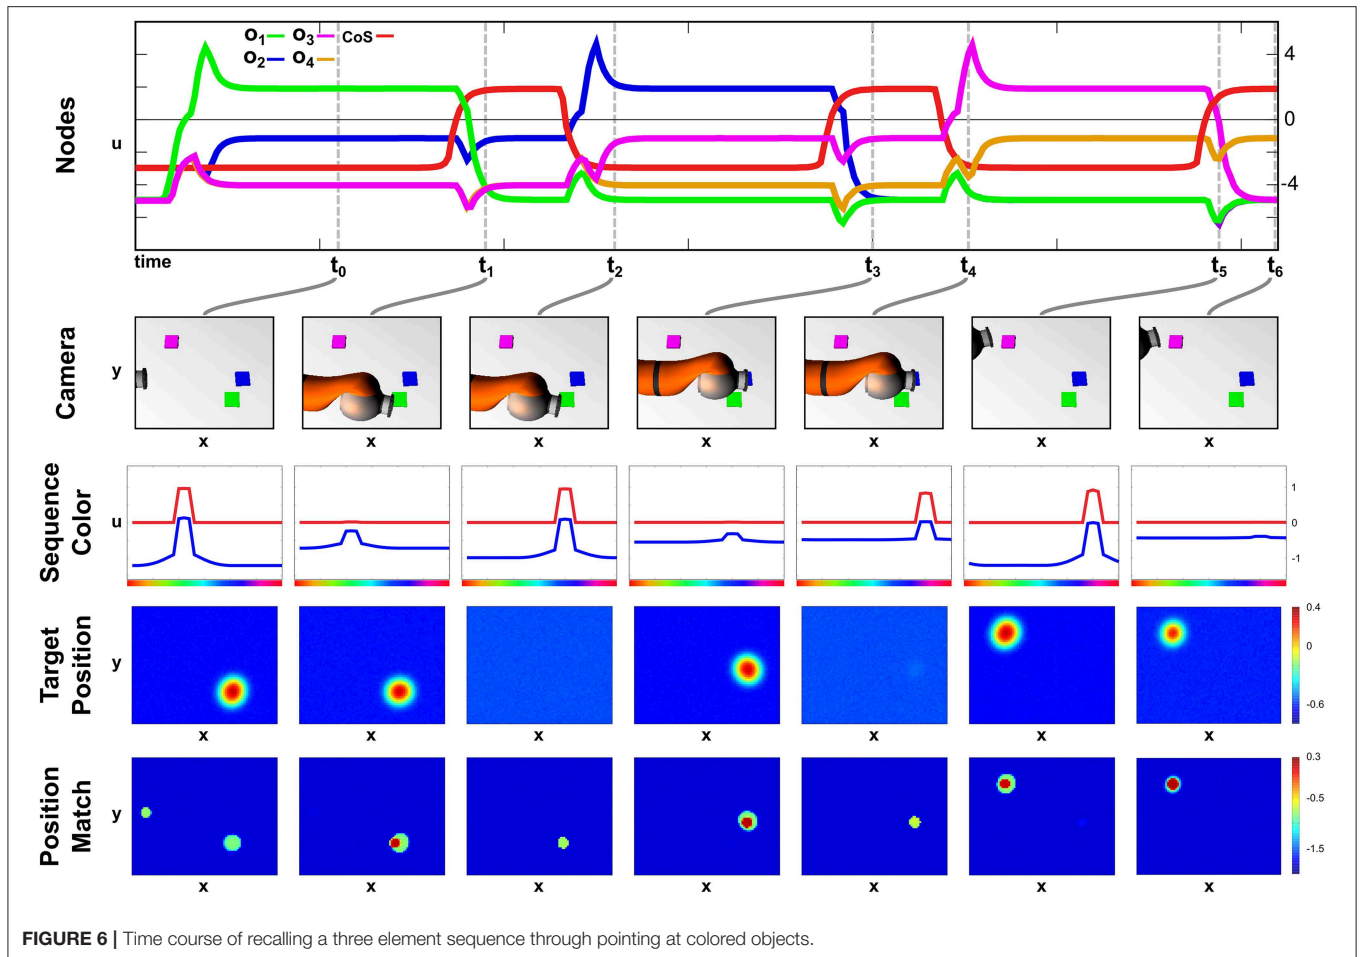 O1 O3 CoS
O2 O4
Nodes
u
4
0
-4
time t0 t1 t2 t3 t4 t5 t6
Camera
y
x x x x x x x
Sequence Color
u
1
0
-1
Target Position
y
0.4
0
-0.6
x x x x x x x
Position Match
y
0.3
-0.5
-1.5
x x x x x x x
FIGURE 6 | Time course of recalling a three element sequence through pointing at colored objects.